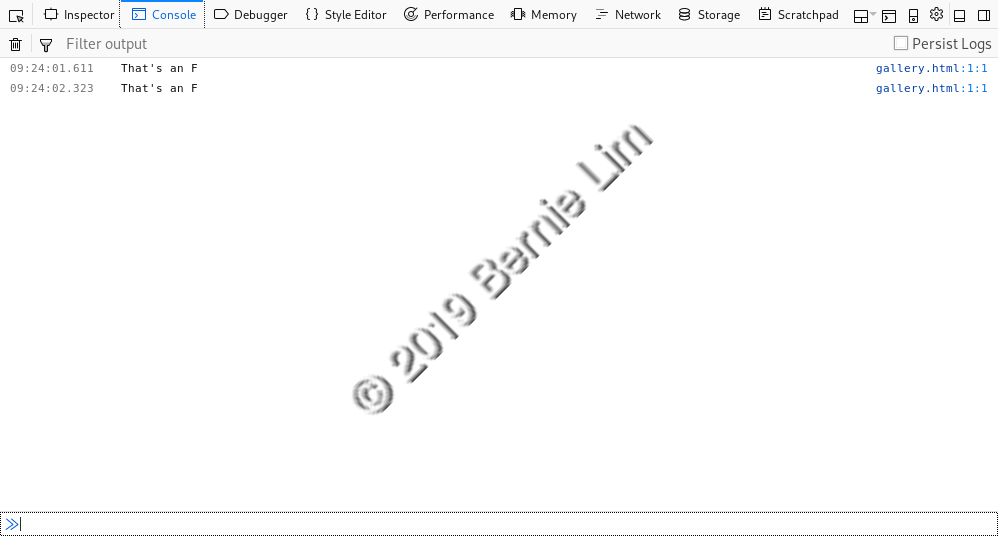 Inspector Console Debugger Style Editor Performance Memory Network Storage Scratchpad
Filter output Persist Logs
09:24:01.611 That's an F gallery.html:1:1
09:24:02.323 That's an F gallery.html:1:1
© 2019 Bernie Lim